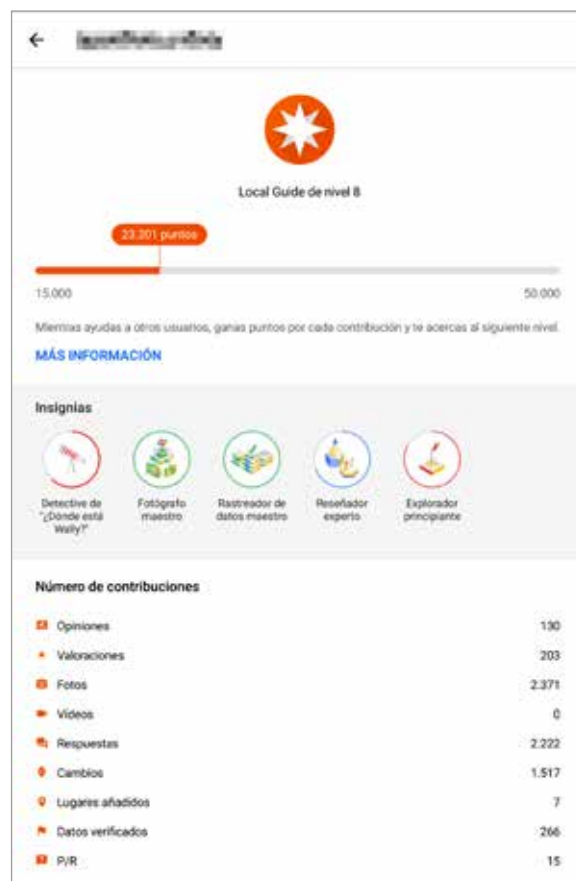 Local Guide de nivel 8
23.201 puntos
15.000 50.000
Mientras ayudas a otros usuarios, ganas puntos por cada contribución y te acercas al siguiente nivel.
MÁS INFORMACIÓN
Insignias
Detective de "¿Dónde está Wally?"
Fotógrafo maestro
Rastreador de datos maestro
Reseñador experto
Explorador principiante
Número de contribuciones
Opiniones 130
Valoraciones 203
Fotos 2.371
Vídeos 0
Respuestas 2.222
Cambios 1.517
Lugares añadidos 7
Datos verificados 266
P/R 15